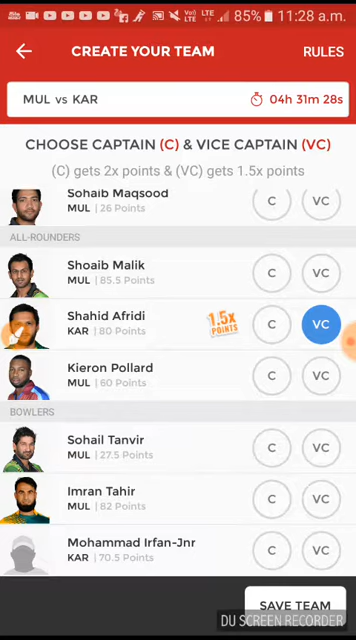 VoLTE LTE 85% 11:28 a.m.
CREATE YOUR TEAM RULES
MUL vs KAR 04h 31m 28s
CHOOSE CAPTAIN (C) & VICE CAPTAIN (VC)
(C) gets 2x points & (VC) gets 1.5x points
Sohaib Maqsood
MUL | 26 Points
C VC
ALL-ROUNDERS
Shoaib Malik
MUL | 85.5 Points
C VC
Shahid Afridi
KAR | 80 Points
1.5x
POINTS
C VC
Kieron Pollard
MUL | 60 Points
C VC
BOWLERS
Sohail Tanvir
MUL | 27.5 Points
C VC
Imran Tahir
MUL | 82 Points
C VC
Mohammad Irfan-Jnr
KAR | 70.5 Points
C VC
SAVE TEAM
DU SCREEN RECORDER